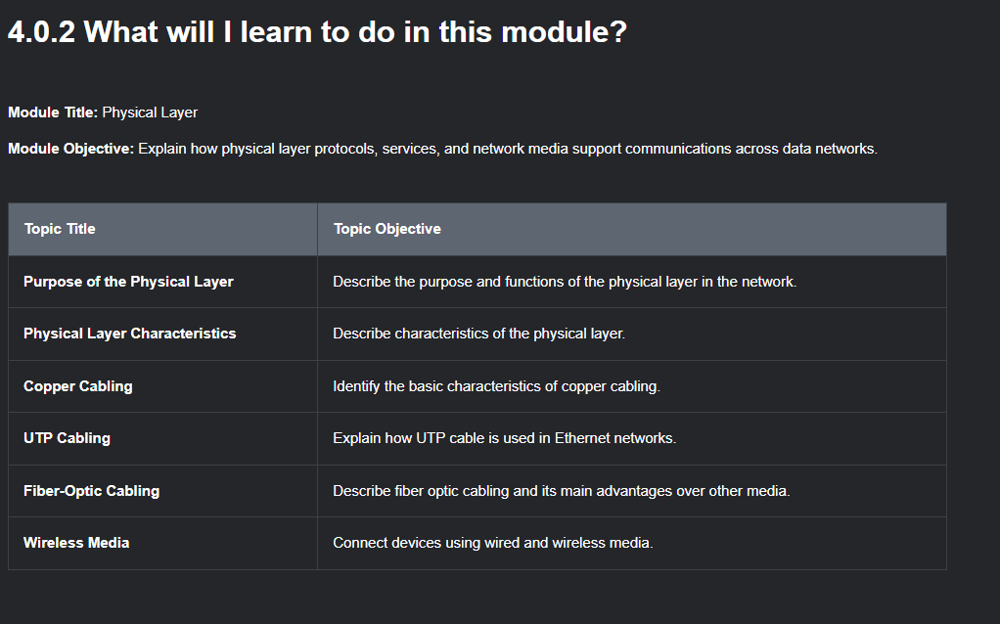 4.0.2 What will I learn to do in this module?
Module Title: Physical Layer
Module Objective: Explain how physical layer protocols, services, and network media support communications across data networks.
Topic Title Topic Objective
Purpose of the Physical Layer Describe the purpose and functions of the physical layer in the network.
Physical Layer Characteristics Describe characteristics of the physical layer.
Copper Cabling Identify the basic characteristics of copper cabling.
UTP Cabling Explain how UTP cable is used in Ethernet networks.
Fiber-Optic Cabling Describe fiber optic cabling and its main advantages over other media.
Wireless Media Connect devices using wired and wireless media.